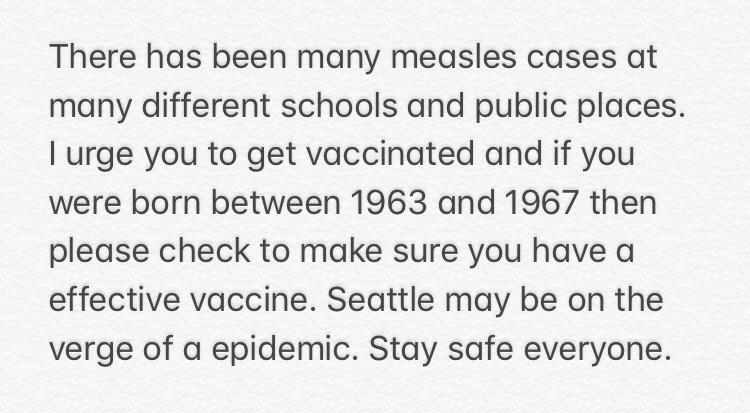 There has been many measles cases at
many different schools and public places.
I urge you to get vaccinated and if you
were born between 1963 and 1967 then
please check to make sure you have a
effective vaccine. Seattle may be on the
verge of a epidemic. Stay safe everyone.